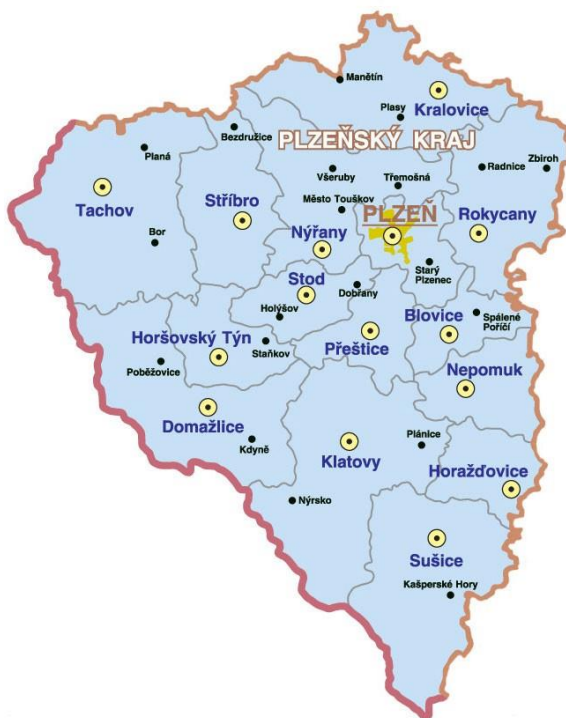 Manětín
Plasy
Kralovice
Bezdružice
PLZEŇSKÝ KRAJ
Planá
Všeruby
Třemošná
Radnice
Zbiroh
Tachov
Stříbro
Město Touškov
PLZEŇ
Rokycany
Bor
Nýřany
Starý
Plzenec
Stod
Dobřany
Holýšov
Blovice
Spálené
Poříčí
Horšovský Týn
Staňkov
Přeštice
Poběžovice
Nepomuk
Domažlice
Kdyně
Klatovy
Plánice
Horažďovice
Nýrsko
Sušice
Kašperské Hory